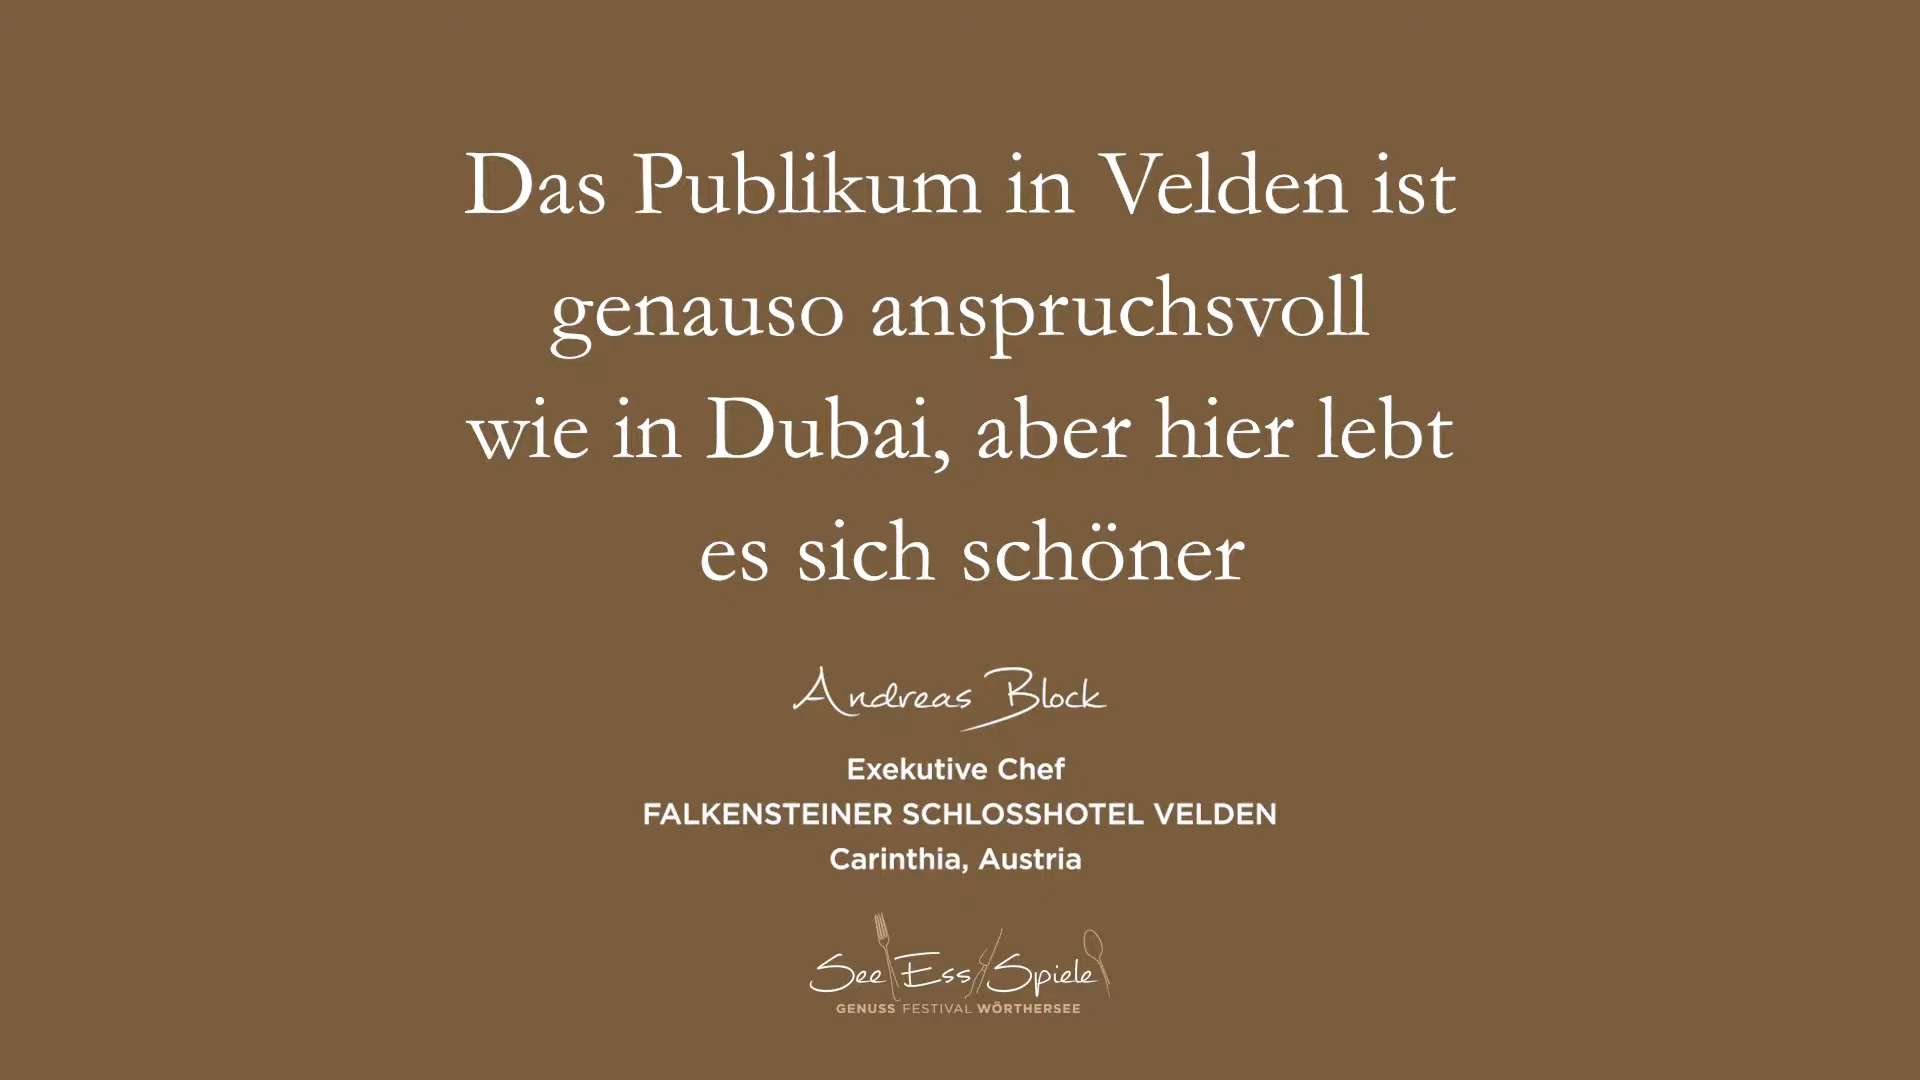 Das Publikum in Velden ist
genauso anspruchsvoll
wie in Dubai, aber hier lebt
es sich schöner
Andreas Block
Exekutive Chef
FALKENSTEINER SCHLOSSHOTEL VELDEN
Carinthia, Austria
See Ess Spiele
GENUSS FESTIVAL WÖRTHERSEE